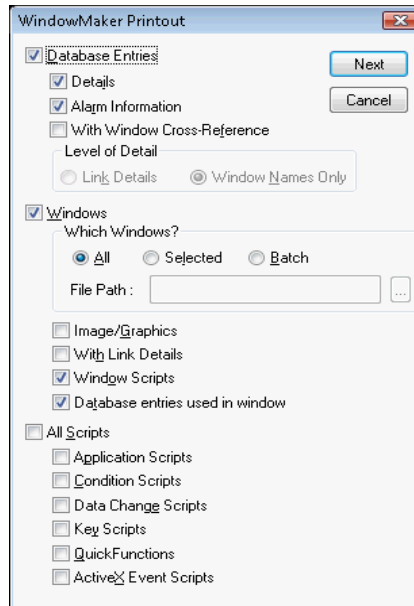 WindowMaker Printout
Database Entries
Next
Details
Alarm Information
Cancel
With Window Cross-Reference
Level of Detail
Link Details Window Names Only
Windows
Which Windows?
All Selected Batch
File Path : ...
Image/Graphics
With Link Details
Window Scripts
Database entries used in window
All Scripts
Application Scripts
Condition Scripts
Data Change Scripts
Key Scripts
QuickFunctions
ActiveX Event Scripts